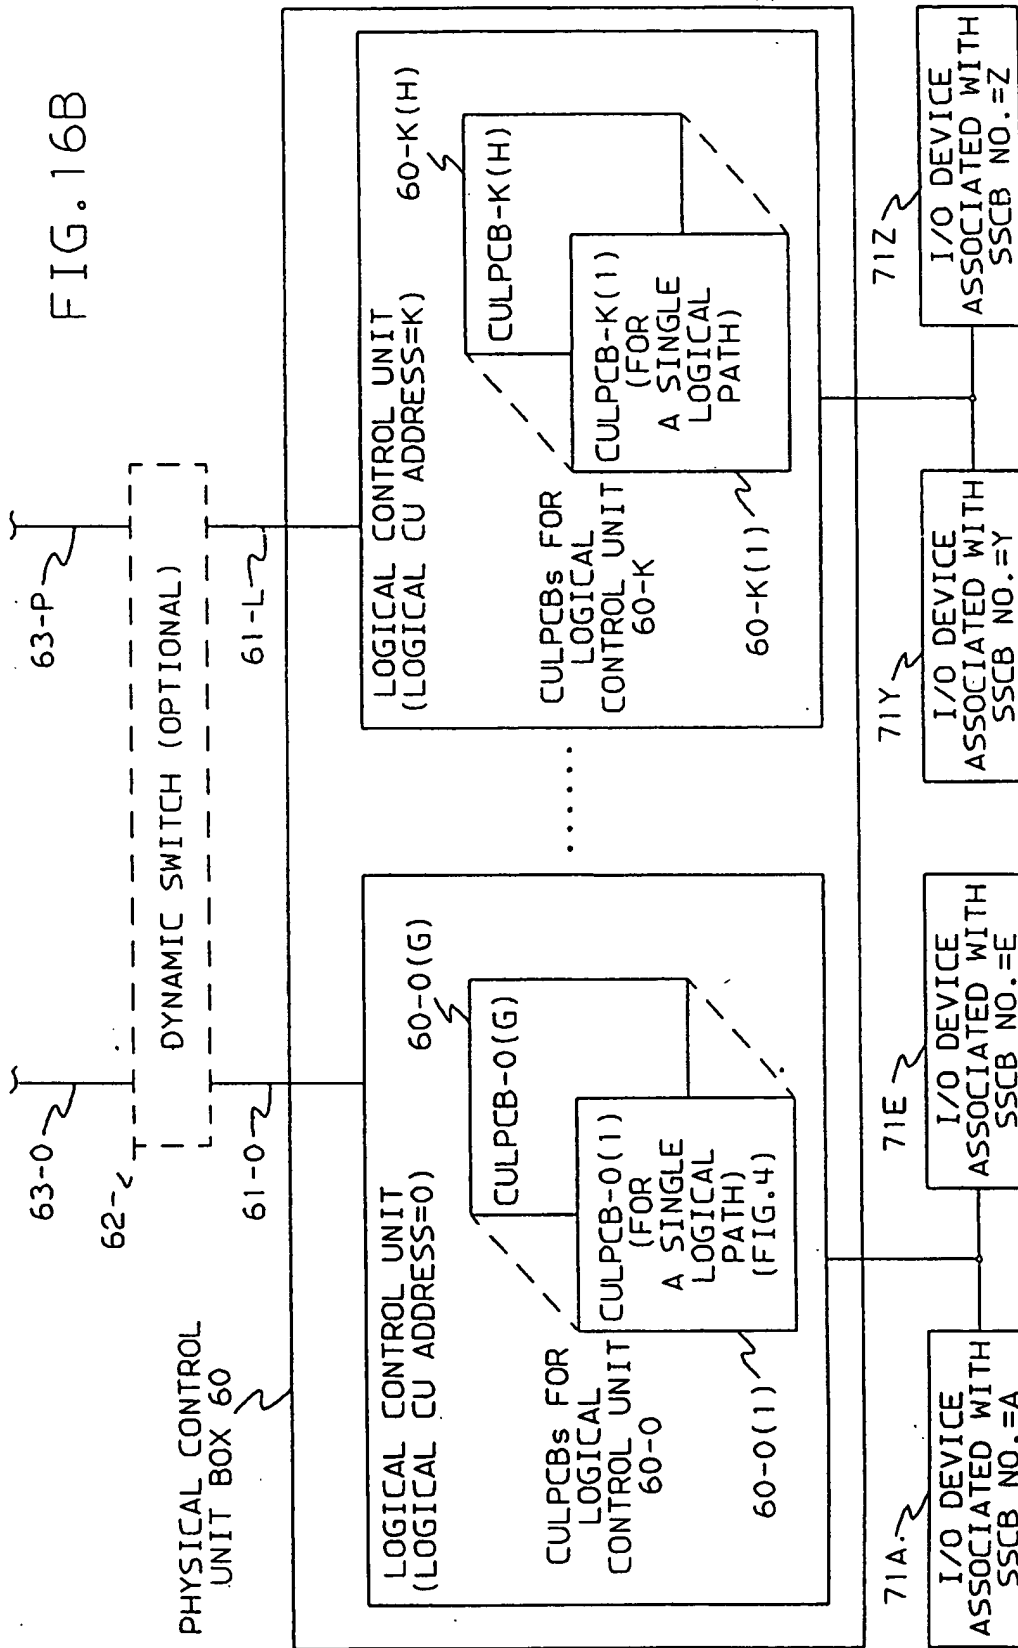 FIG.16B
63-0
63-P
62
DYNAMIC SWITCH (OPTIONAL)
61-0
61-L
PHYSICAL CONTROL
UNIT BOX 60
LOGICAL CONTROL UNIT
(LOGICAL CU ADDRESS=0)
60-0(G)
CULPCB-0(G)
CULPCB-0(1)
(FOR
A SINGLE
LOGICAL
PATH)
(FIG.4)
CULPCBs FOR
LOGICAL
CONTROL UNIT
60-0
60-0(1)
......
LOGICAL CONTROL UNIT
(LOGICAL CU ADDRESS=K)
60-K(H)
CULPCB-K(H)
CULPCB-K(1)
(FOR
A SINGLE
LOGICAL
PATH)
CULPCBs FOR
LOGICAL
CONTROL UNIT
60-K
60-K(1)
71A
I/O DEVICE
ASSOCIATED WITH
SSCB NO.=A
71E
I/O DEVICE
ASSOCIATED WITH
SSCB NO.=E
71Y
I/O DEVICE
ASSOCIATED WITH
SSCB NO.=Y
71Z
I/O DEVICE
ASSOCIATED WITH
SSCB NO.=Z